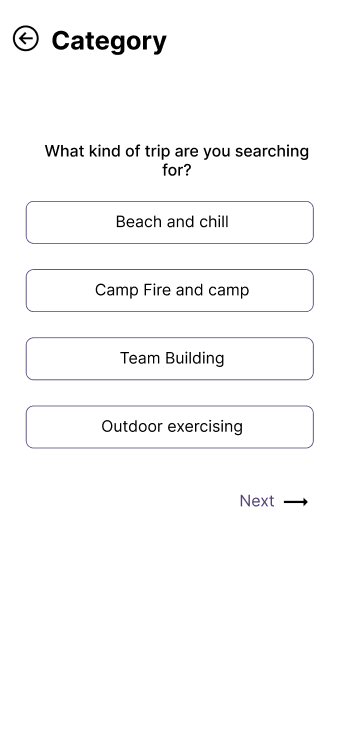 Category
What kind of trip are you searching
for?
Beach and chill
Camp Fire and camp
Team Building
Outdoor exercising
Next